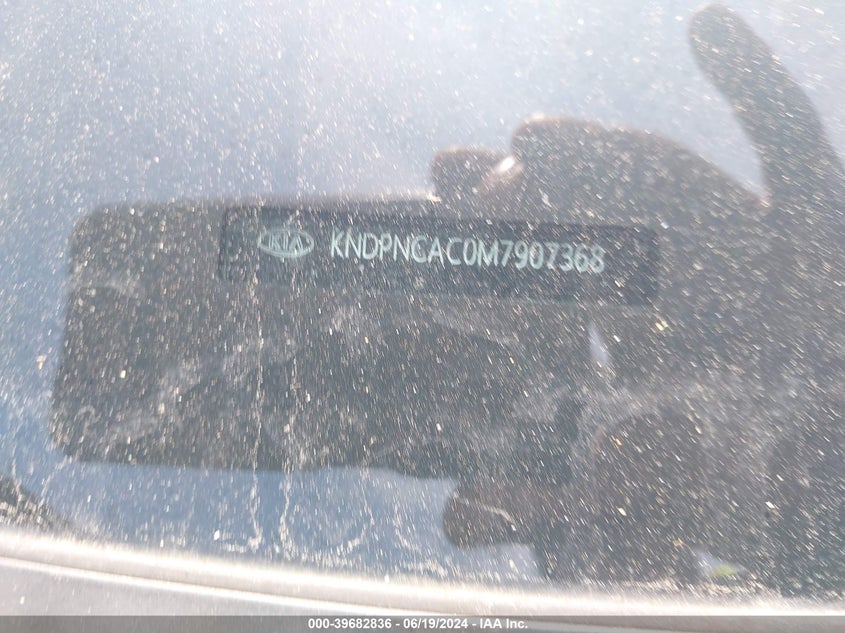 KIA KNDPNCAC0M7907368
000-39682836 - 06/19/2024 - IAA Inc.